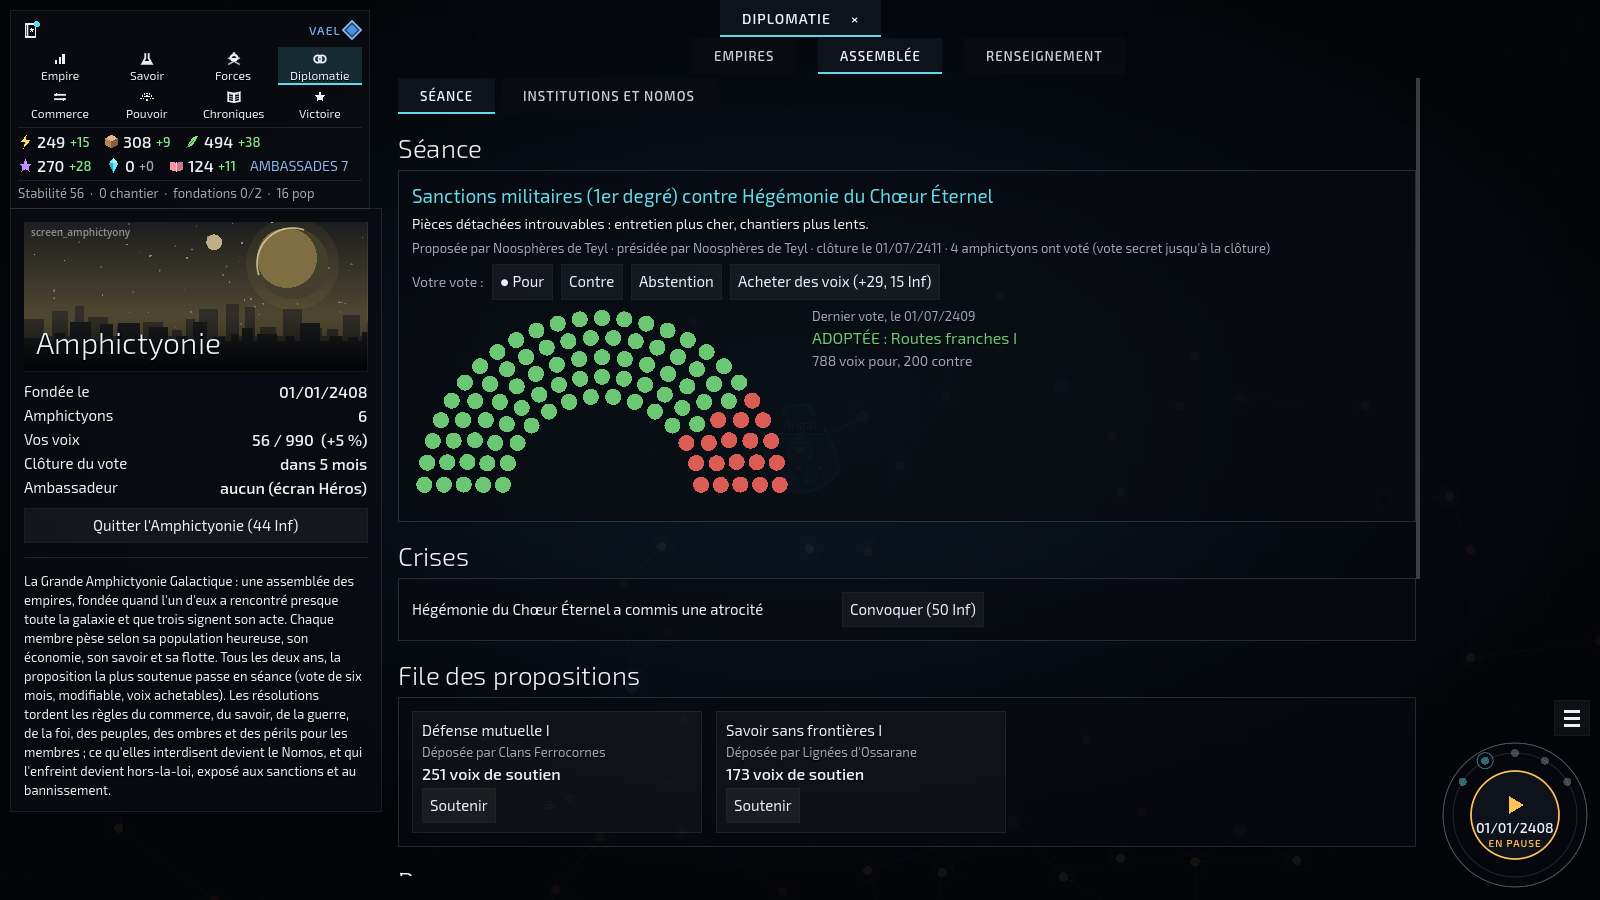 VAEL
Empire
Savoir
Forces
Diplomatie
Commerce
Pouvoir
Chroniques
Victoire
249 +15
308 +9
494 +38
270 +28
0 +0
124 +11
AMBASSADES 7
Stabilité 56 · 0 chantier · fondations 0/2 · 16 pop
screen_amphictyony
Amphictyonie
Fondée le 01/01/2408
Amphictyons 6
Vos voix 56 / 990 (+5 %)
Clôture du vote dans 5 mois
Ambassadeur aucun (écran Héros)
Quitter l'Amphictyonie (44 Inf)
La Grande Amphictyonie Galactique : une assemblée des
empires, fondée quand l'un d'eux a rencontré presque
toute la galaxie et que trois signent son acte. Chaque
membre pèse selon sa population heureuse, son
économie, son savoir et sa flotte. Tous les deux ans, la
proposition la plus soutenue passe en séance (vote de six
mois, modifiable, voix achetables). Les résolutions
tordent les règles du commerce, du savoir, de la guerre,
de la foi, des peuples, des ombres et des périls pour les
membres ; ce qu'elles interdisent devient le Nomos, et qui
l'enfreint devient hors-la-loi, exposé aux sanctions et au
bannissement.
DIPLOMATIE ×
EMPIRES
ASSEMBLÉE
RENSEIGNEMENT
SÉANCE
INSTITUTIONS ET NOMOS
Séance
Sanctions militaires (1er degré) contre Hégémonie du Chœur Éternel
Pièces détachées introuvables : entretien plus cher, chantiers plus lents.
Proposée par Noosphères de Teyl · présidée par Noosphères de Teyl · clôture le 01/07/2411 · 4 amphictyons ont voté (vote secret jusqu'à la clôture)
Votre vote :
● Pour
Contre
Abstention
Acheter des voix (+29, 15 Inf)
Dernier vote, le 01/07/2409
ADOPTÉE : Routes franches I
788 voix pour, 200 contre
Crises
Hégémonie du Chœur Éternel a commis une atrocité
Convoquer (50 Inf)
File des propositions
Défense mutuelle I
Déposée par Clans Ferrocornes
251 voix de soutien
Soutenir
Savoir sans frontières I
Déposée par Lignées d'Ossarane
173 voix de soutien
Soutenir
01/01/2408
EN PAUSE